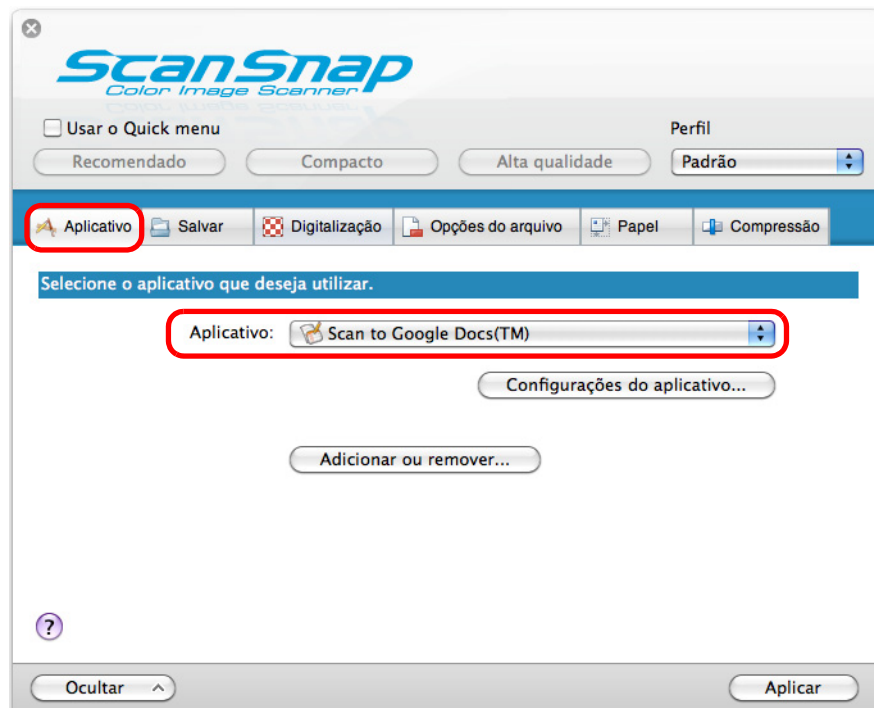 ScanSnap
Color Image Scanner
Usar o Quick menu
Perfil
Recomendado Compacto Alta qualidade Padrão
Aplicativo Salvar Digitalização Opções do arquivo Papel Compressão
Selecione o aplicativo que deseja utilizar.
Aplicativo: Scan to Google Docs(TM)
Configurações do aplicativo...
Adicionar ou remover...
?
Ocultar Aplicar